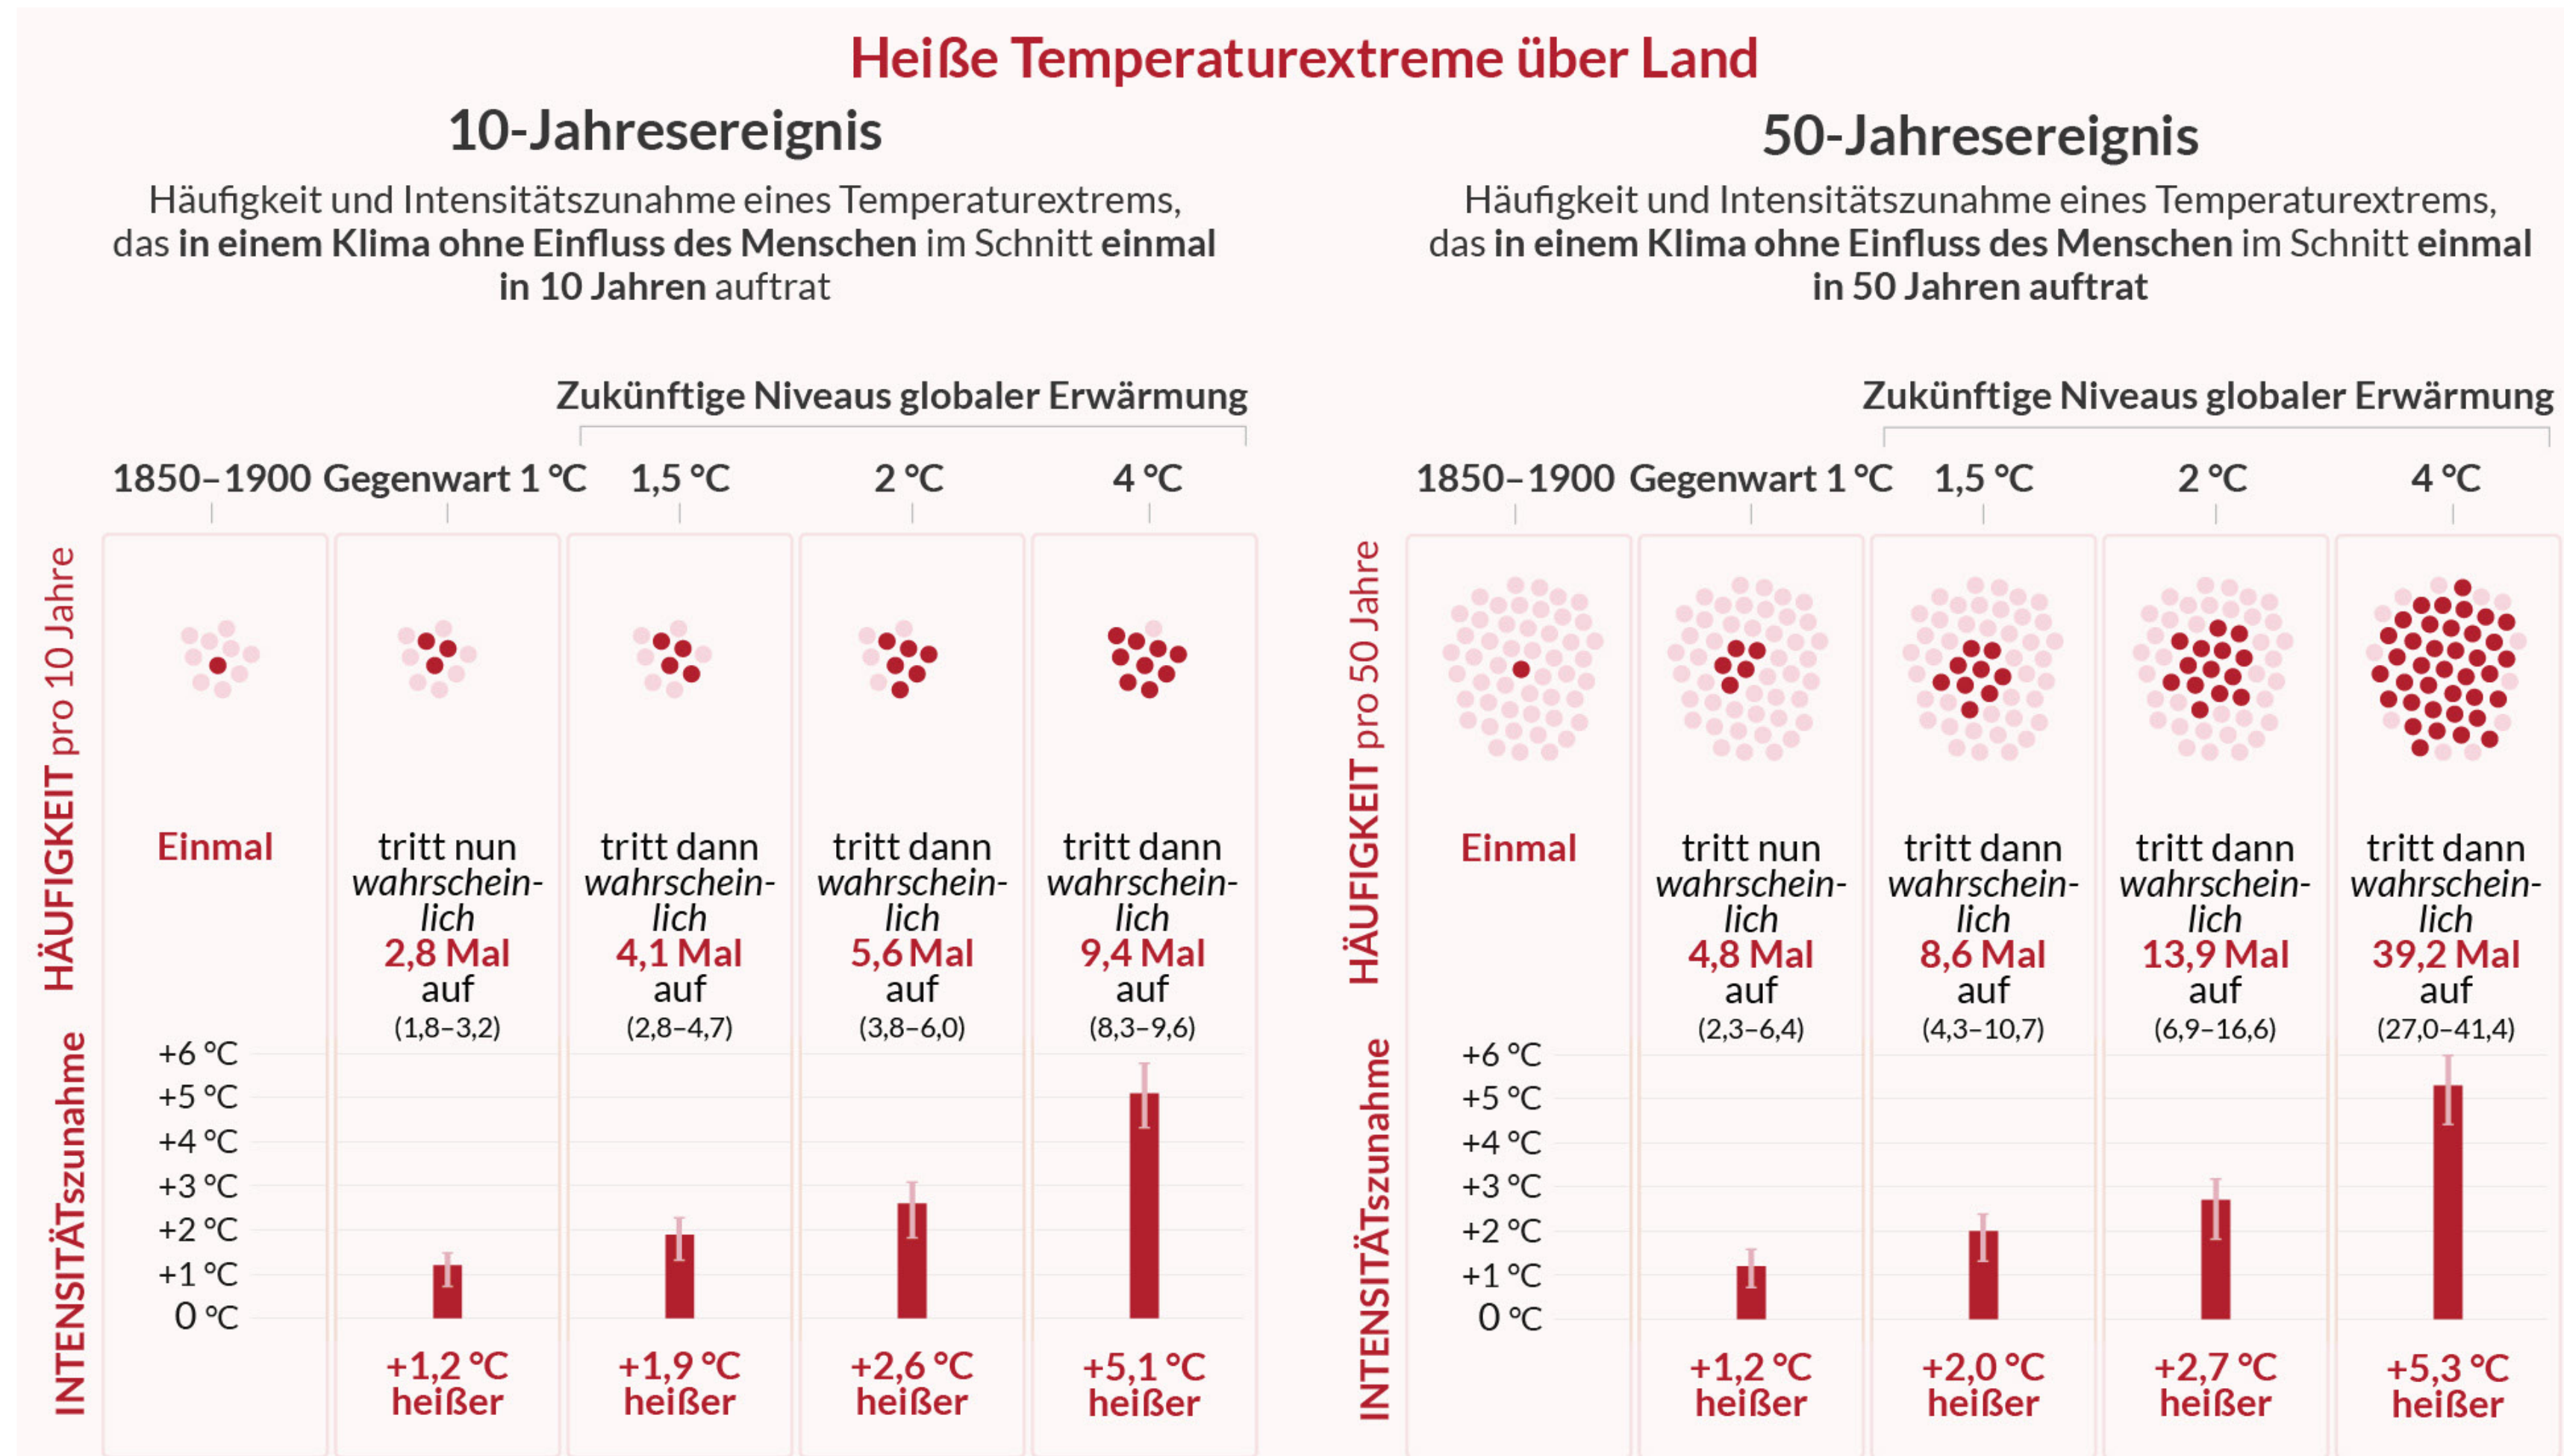 Heiße Temperaturextreme über Land
10-Jahresereignis
Häufigkeit und Intensitätszunahme eines Temperaturextrems,
das in einem Klima ohne Einfluss des Menschen im Schnitt einmal
in 10 Jahren auftrat
Zukünftige Niveaus globaler Erwärmung
1850–1900 Gegenwart 1 °C 1,5 °C 2 °C 4 °C
HÄUFIGKEIT pro 10 Jahre
Einmal
tritt nun
wahrschein-
lich
2,8 Mal
auf
(1,8–3,2)
tritt dann
wahrschein-
lich
4,1 Mal
auf
(2,8–4,7)
tritt dann
wahrschein-
lich
5,6 Mal
auf
(3,8–6,0)
tritt dann
wahrschein-
lich
9,4 Mal
auf
(8,3–9,6)
INTENSITÄTszunahme
+6 °C
+5 °C
+4 °C
+3 °C
+2 °C
+1 °C
0 °C
+1,2 °C
heißer
+1,9 °C
heißer
+2,6 °C
heißer
+5,1 °C
heißer
50-Jahresereignis
Häufigkeit und Intensitätszunahme eines Temperaturextrems,
das in einem Klima ohne Einfluss des Menschen im Schnitt einmal
in 50 Jahren auftrat
Zukünftige Niveaus globaler Erwärmung
1850–1900 Gegenwart 1 °C 1,5 °C 2 °C 4 °C
HÄUFIGKEIT pro 50 Jahre
Einmal
tritt nun
wahrschein-
lich
4,8 Mal
auf
(2,3–6,4)
tritt dann
wahrschein-
lich
8,6 Mal
auf
(4,3–10,7)
tritt dann
wahrschein-
lich
13,9 Mal
auf
(6,9–16,6)
tritt dann
wahrschein-
lich
39,2 Mal
auf
(27,0–41,4)
INTENSITÄTszunahme
+6 °C
+5 °C
+4 °C
+3 °C
+2 °C
+1 °C
0 °C
+1,2 °C
heißer
+2,0 °C
heißer
+2,7 °C
heißer
+5,3 °C
heißer